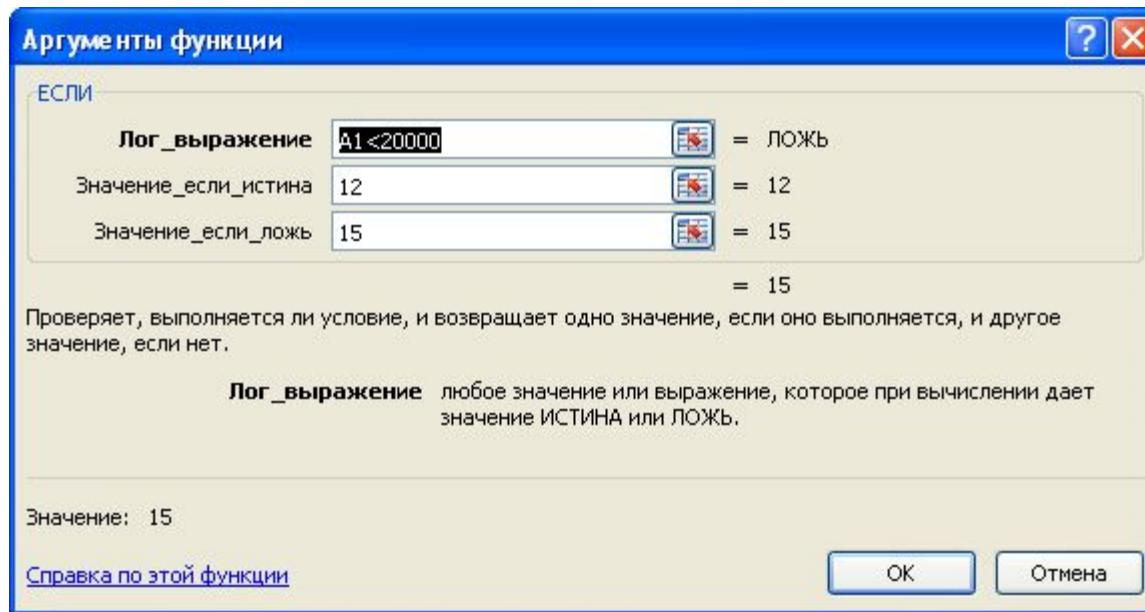 Аргументы функции
ЕСЛИ
Лог_выражение A1<20000 = ЛОЖЬ
Значение_если_истина 12 = 12
Значение_если_ложь 15 = 15
= 15
Проверяет, выполняется ли условие, и возвращает одно значение, если оно выполняется, и другое
значение, если нет.
Лог_выражение любое значение или выражение, которое при вычислении дает
значение ИСТИНА или ЛОЖЬ.
Значение: 15
Справка по этой функции OK Отмена